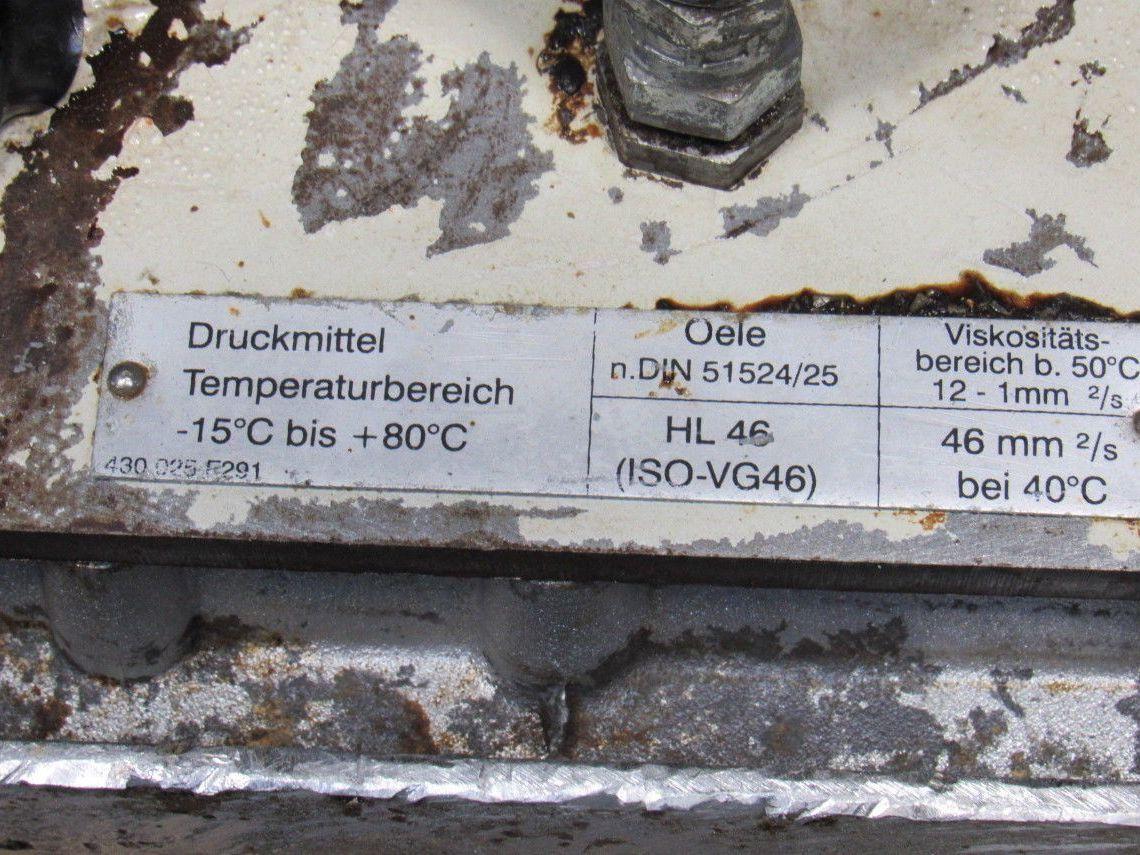 Druckmittel
Temperaturbereich
-15°C bis +80°C
430 025 E291
Oele
n.DIN 51524/25
HL 46
(ISO-VG46)
Viskositäts-
bereich b. 50°C
12 - 1mm ²/s
46 mm ²/s
bei 40°C